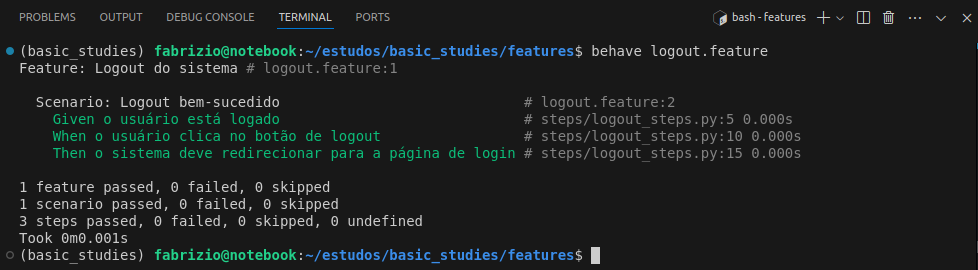 PROBLEMS OUTPUT DEBUG CONSOLE TERMINAL PORTS bash - features
(basic_studies) fabrizio@notebook:~/estudos/basic_studies/features$ behave logout.feature
Feature: Logout do sistema # logout.feature:1
Scenario: Logout bem-sucedido # logout.feature:2
Given o usuário está logado # steps/logout_steps.py:5 0.000s
When o usuário clica no botão de logout # steps/logout_steps.py:10 0.000s
Then o sistema deve redirecionar para a página de login # steps/logout_steps.py:15 0.000s
1 feature passed, 0 failed, 0 skipped
1 scenario passed, 0 failed, 0 skipped
3 steps passed, 0 failed, 0 skipped, 0 undefined
Took 0m0.001s
(basic_studies) fabrizio@notebook:~/estudos/basic_studies/features$